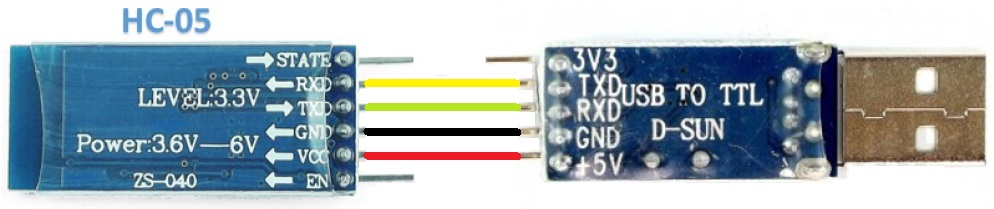 HC-05
STATE
RXD
LEVEL:3.3V
TXD
GND
Power:3.6V—6V
VCC
ZS-040
EN
3V3
TXD
USB TO TTL
RXD
D-SUN
GND
+5V